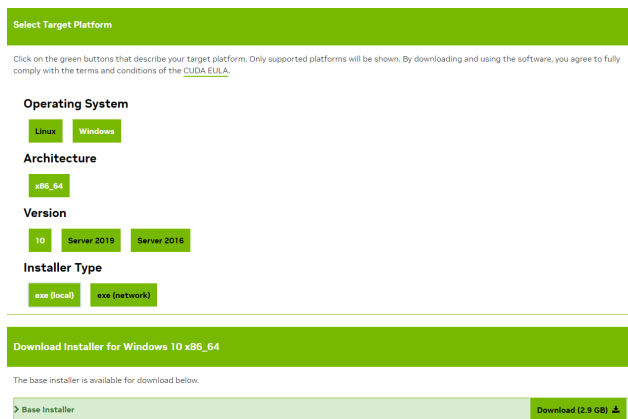 Select Target Platform
Click on the green buttons that describe your target platform. Only supported platforms will be shown. By downloading and using the software, you agree to fully
comply with the terms and conditions of the CUDA EULA.
Operating System
Linux Windows
Architecture
x86_64
Version
10 Server 2019 Server 2016
Installer Type
exe (local) exe (network)
Download Installer for Windows 10 x86_64
The base installer is available for download below.
Base Installer Download (2.9 GB)